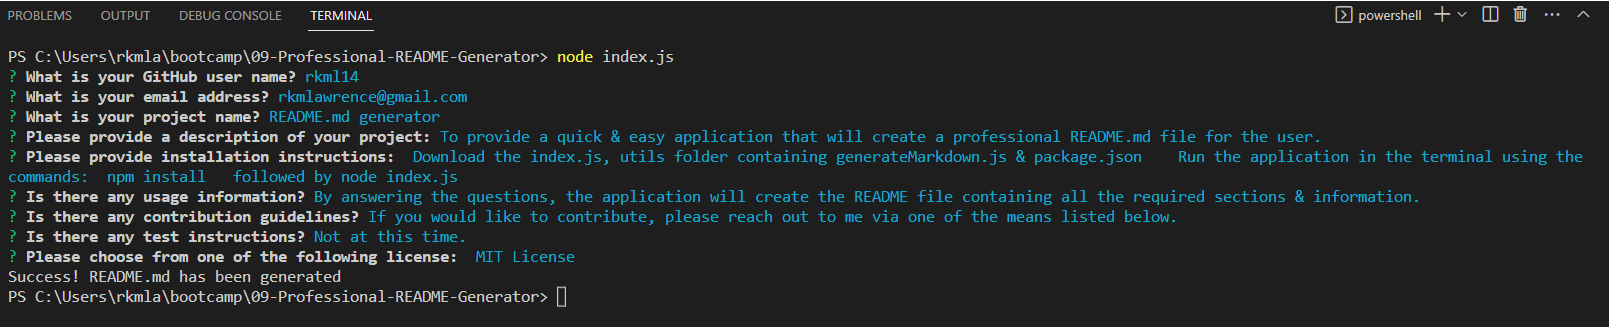 PROBLEMS OUTPUT DEBUG CONSOLE TERMINAL powershell
PS C:\Users\rkmla\bootcamp\09-Professional-README-Generator> node index.js
? What is your GitHub user name? rkml14
? What is your email address? rkmlawrence@gmail.com
? What is your project name? README.md generator
? Please provide a description of your project: To provide a quick & easy application that will create a professional README.md file for the user.
? Please provide installation instructions:  Download the index.js, utils folder containing generateMarkdown.js & package.json    Run the application in the terminal using the
commands:  npm install   followed by node index.js
? Is there any usage information? By answering the questions, the application will create the README file containing all the required sections & information.
? Is there any contribution guidelines? If you would like to contribute, please reach out to me via one of the means listed below.
? Is there any test instructions? Not at this time.
? Please choose from one of the following license:  MIT License
Success! README.md has been generated
PS C:\Users\rkmla\bootcamp\09-Professional-README-Generator>